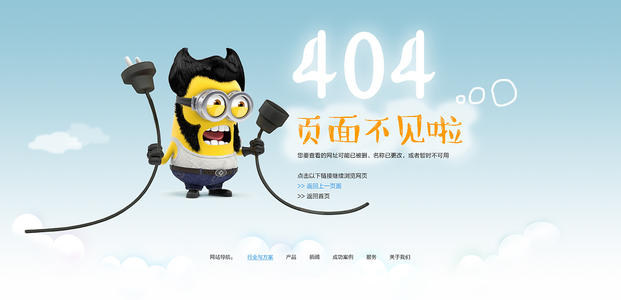 404
页面不见啦
您要查看的网址可能已被删、名称已更改，或者暂时不可用
点击以下链接继续浏览网页
>> 返回上一页面
>> 返回首页
网站导航。 行业与方案 产品 新闻 成功案例 服务 关于我们